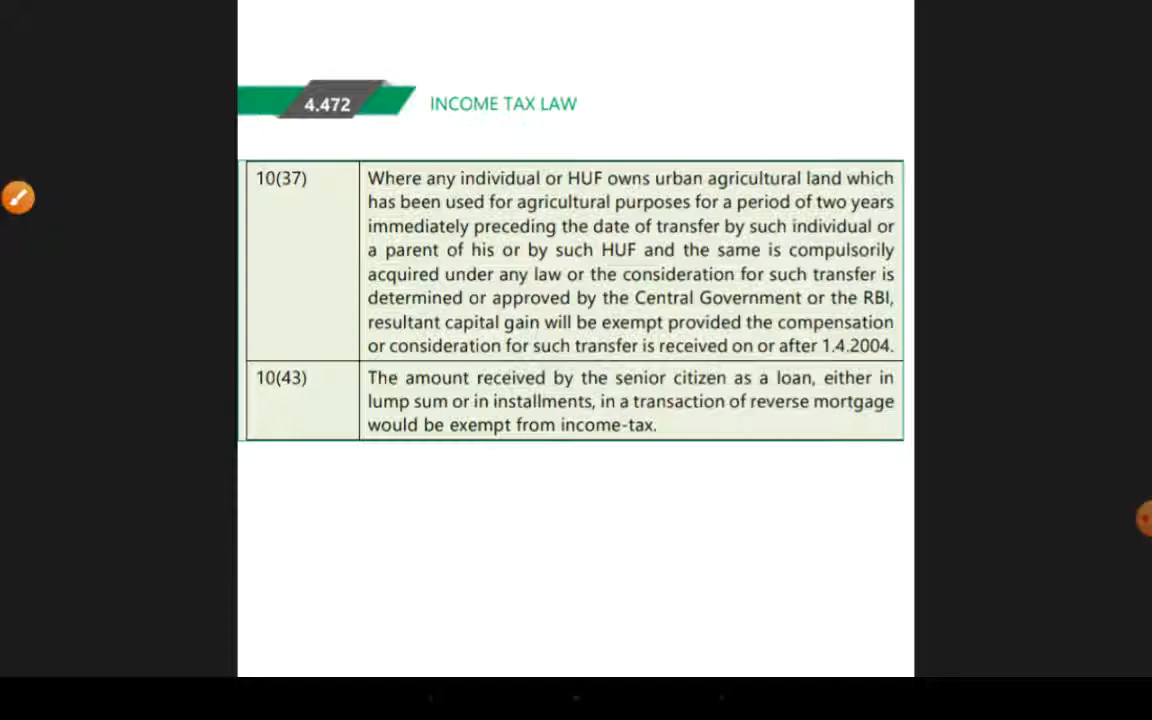 4.472 INCOME TAX LAW
10(37) Where any individual or HUF owns urban agricultural land which
has been used for agricultural purposes for a period of two years
immediately preceding the date of transfer by such individual or
a parent of his or by such HUF and the same is compulsorily
acquired under any law or the consideration for such transfer is
determined or approved by the Central Government or the RBI,
resultant capital gain will be exempt provided the compensation
or consideration for such transfer is received on or after 1.4.2004.
10(43) The amount received by the senior citizen as a loan, either in
lump sum or in installments, in a transaction of reverse mortgage
would be exempt from income-tax.